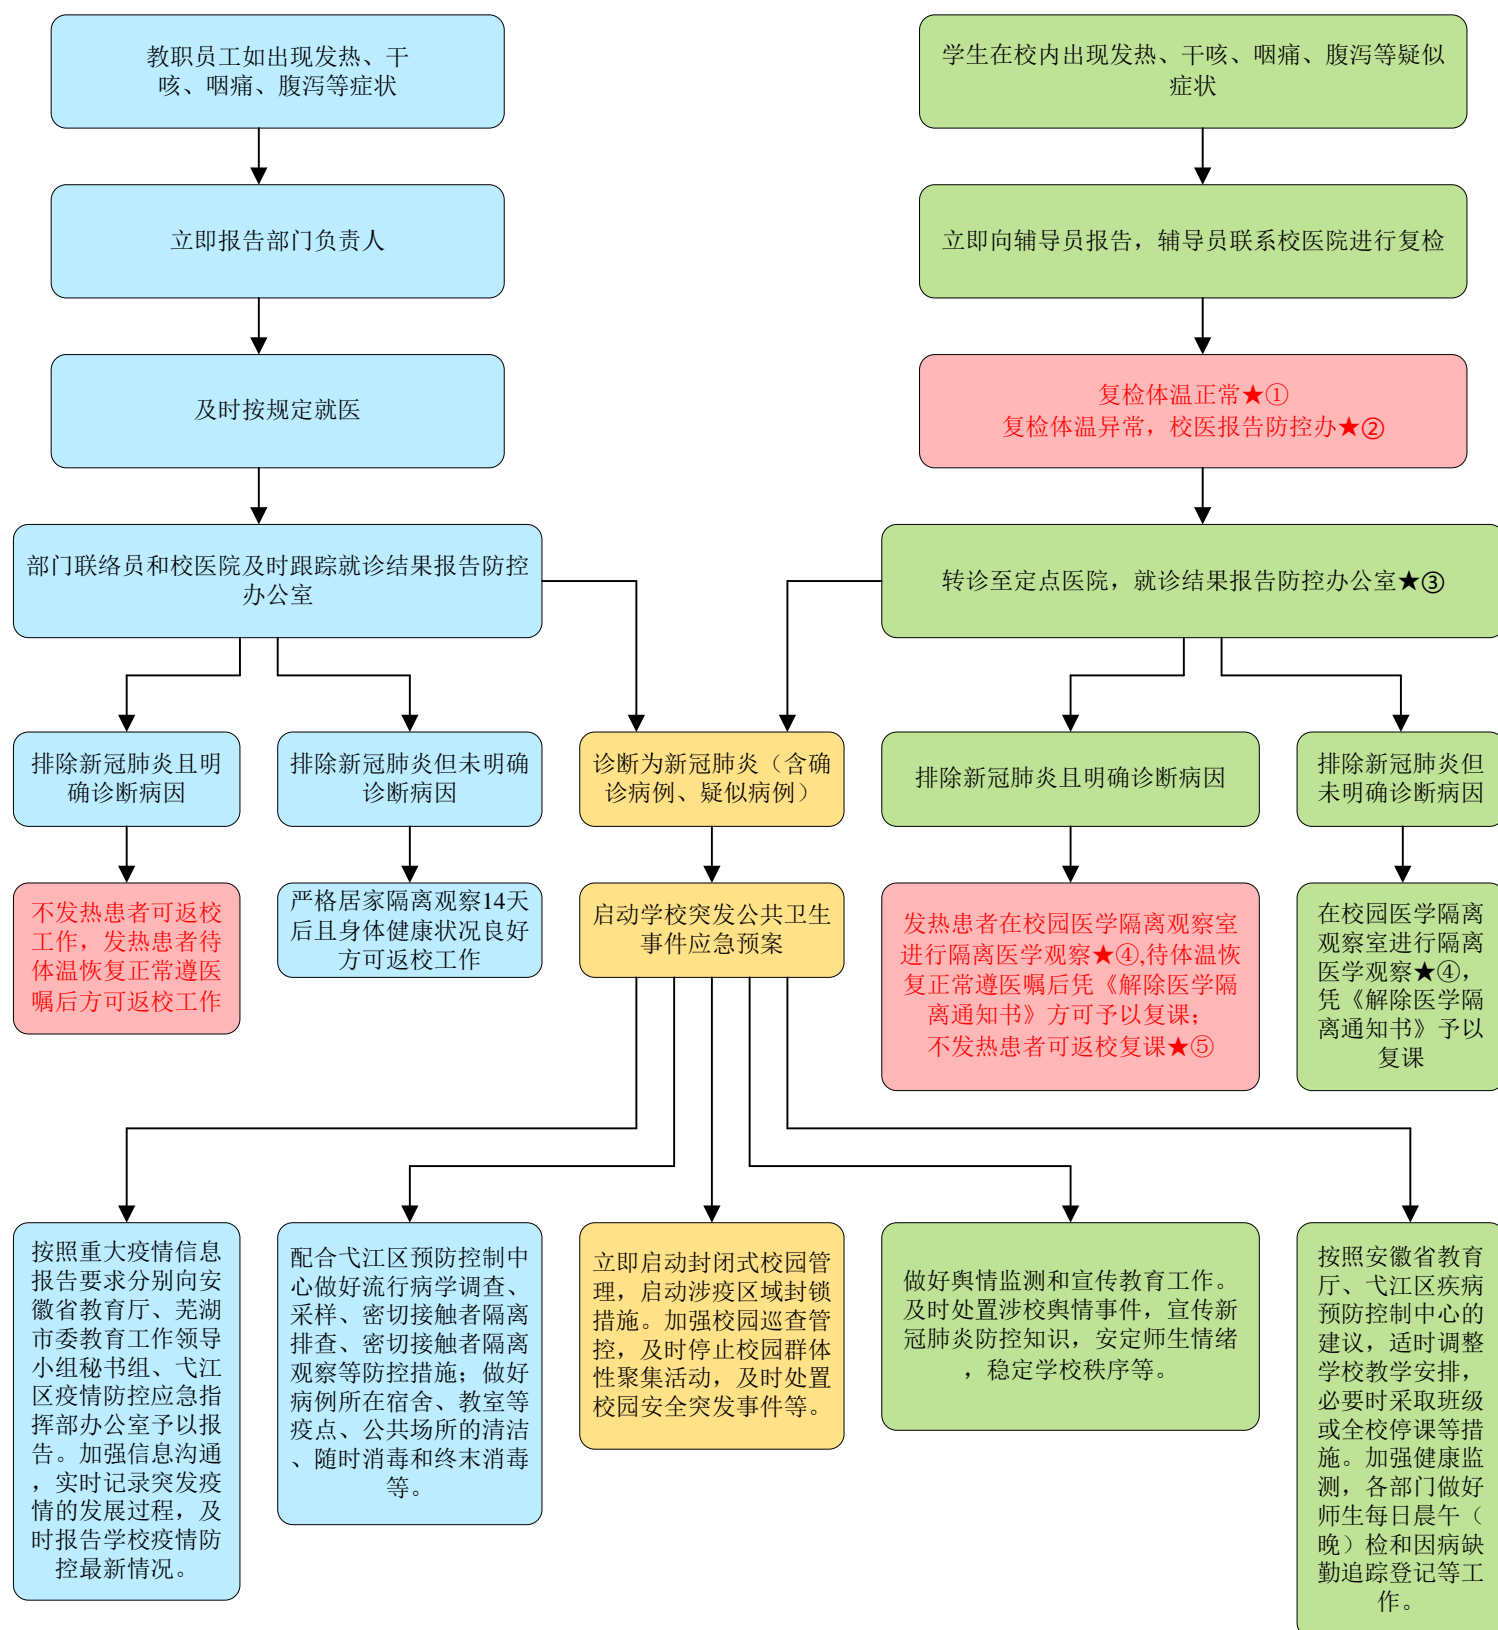 教职员工如出现发热、干
咳、咽痛、腹泻等症状
学生在校内出现发热、干咳、咽痛、腹泻等疑似
症状
立即报告部门负责人
立即向辅导员报告，辅导员联系校医院进行复检
及时按规定就医
复检体温正常★①
复检体温异常，校医报告防控办★②
部门联络员和校医院及时跟踪就诊结果报告防控
办公室
转诊至定点医院，就诊结果报告防控办公室★③
排除新冠肺炎且明
确诊断病因
排除新冠肺炎但未明确
诊断病因
诊断为新冠肺炎（含确
诊病例、疑似病例）
排除新冠肺炎且明确诊断病因
排除新冠肺炎但
未明确诊断病因
不发热患者可返校
工作，发热患者待
体温恢复正常遵医
嘱后方可返校工作
严格居家隔离观察14天
后且身体健康状况良好
方可返校工作
启动学校突发公共卫生
事件应急预案
发热患者在校园医学隔离观察室
进行隔离医学观察★④,待体温恢
复正常遵医嘱后凭《解除医学隔
离通知书》方可予以复课；
不发热患者可返校复课★⑤
在校园医学隔离
观察室进行隔离
医学观察★④，
凭《解除医学隔
离通知书》予以
复课
按照重大疫情信息
报告要求分别向安
徽省教育厅、芜湖
市委教育工作领导
小组秘书组、弋江
区疫情防控应急指
挥部办公室予以报
告。加强信息沟通
，实时记录突发疫
情的发展过程，及
时报告学校疫情防
控最新情况。
配合弋江区预防控制中
心做好流行病学调查、
采样、密切接触者隔离
排查、密切接触者隔离
观察等防控措施；做好
病例所在宿舍、教室等
疫点、公共场所的清洁
、随时消毒和终末消毒
等。
立即启动封闭式校园管
理，启动涉疫区域封锁
措施。加强校园巡查管
控，及时停止校园群体
性聚集活动，及时处置
校园安全突发事件等。
做好舆情监测和宣传教育工作。
及时处置涉校舆情事件，宣传新
冠肺炎防控知识，安定师生情绪
，稳定学校秩序等。
按照安徽省教育
厅、弋江区疾病
预防控制中心的
建议，适时调整
学校教学安排，
必要时采取班级
或全校停课等措
施。加强健康监
测，各部门做好
师生每日晨午（
晚）检和因病缺
勤追踪登记等工
作。